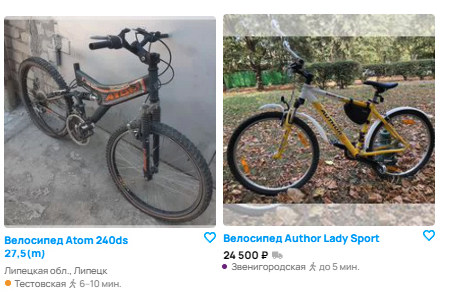 Велосипед Atom 240ds
27,5(m)
Липецкая обл., Липецк
Тестовская 6–10 мин.
Велосипед Author Lady Sport
24 500 ₽
Звенигородская до 5 мин.